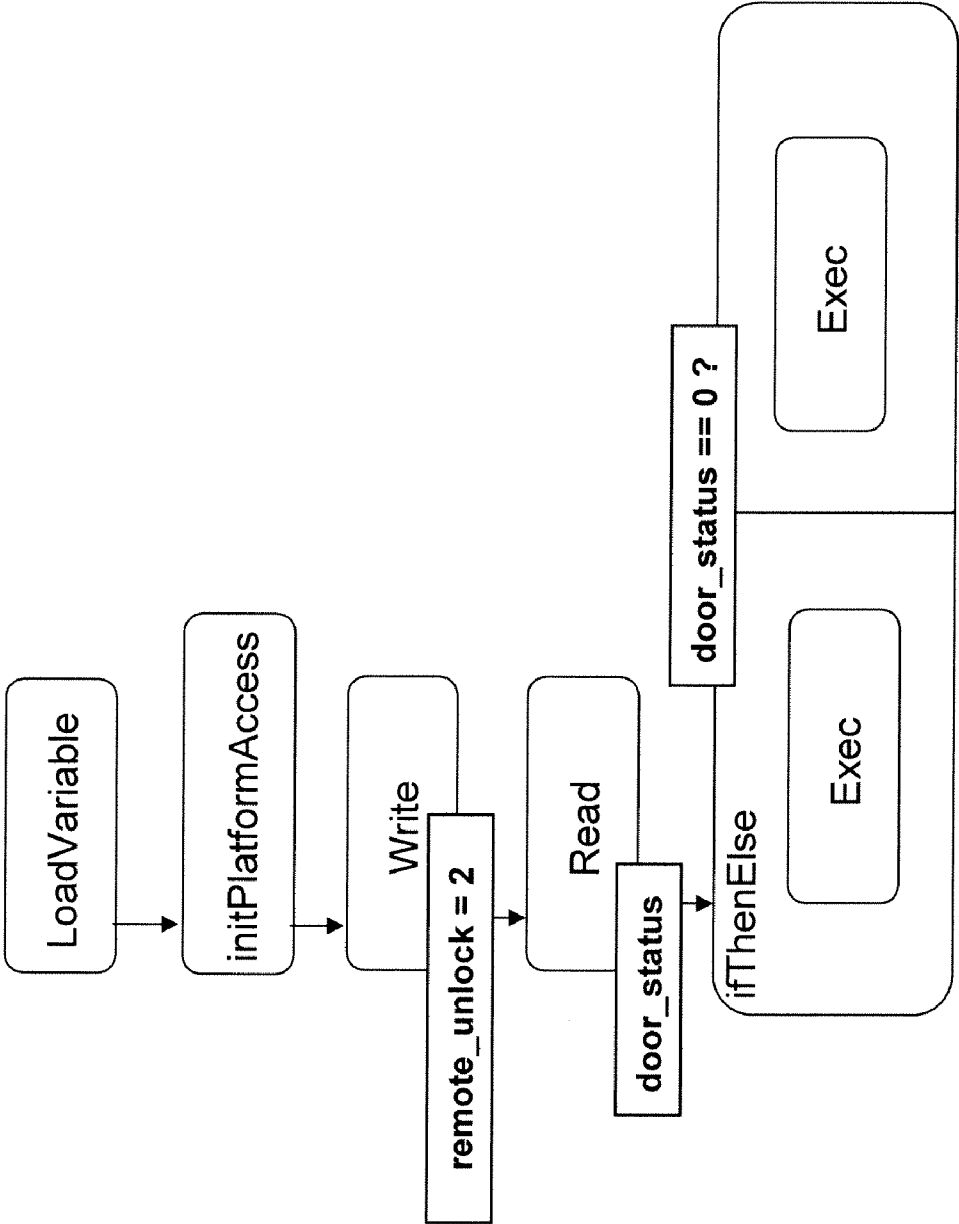 LoadVariable
initPlatformAccess
Write
remote_unlock = 2
Read
door_status
ifThenElse
door_status == 0 ?
Exec
Exec